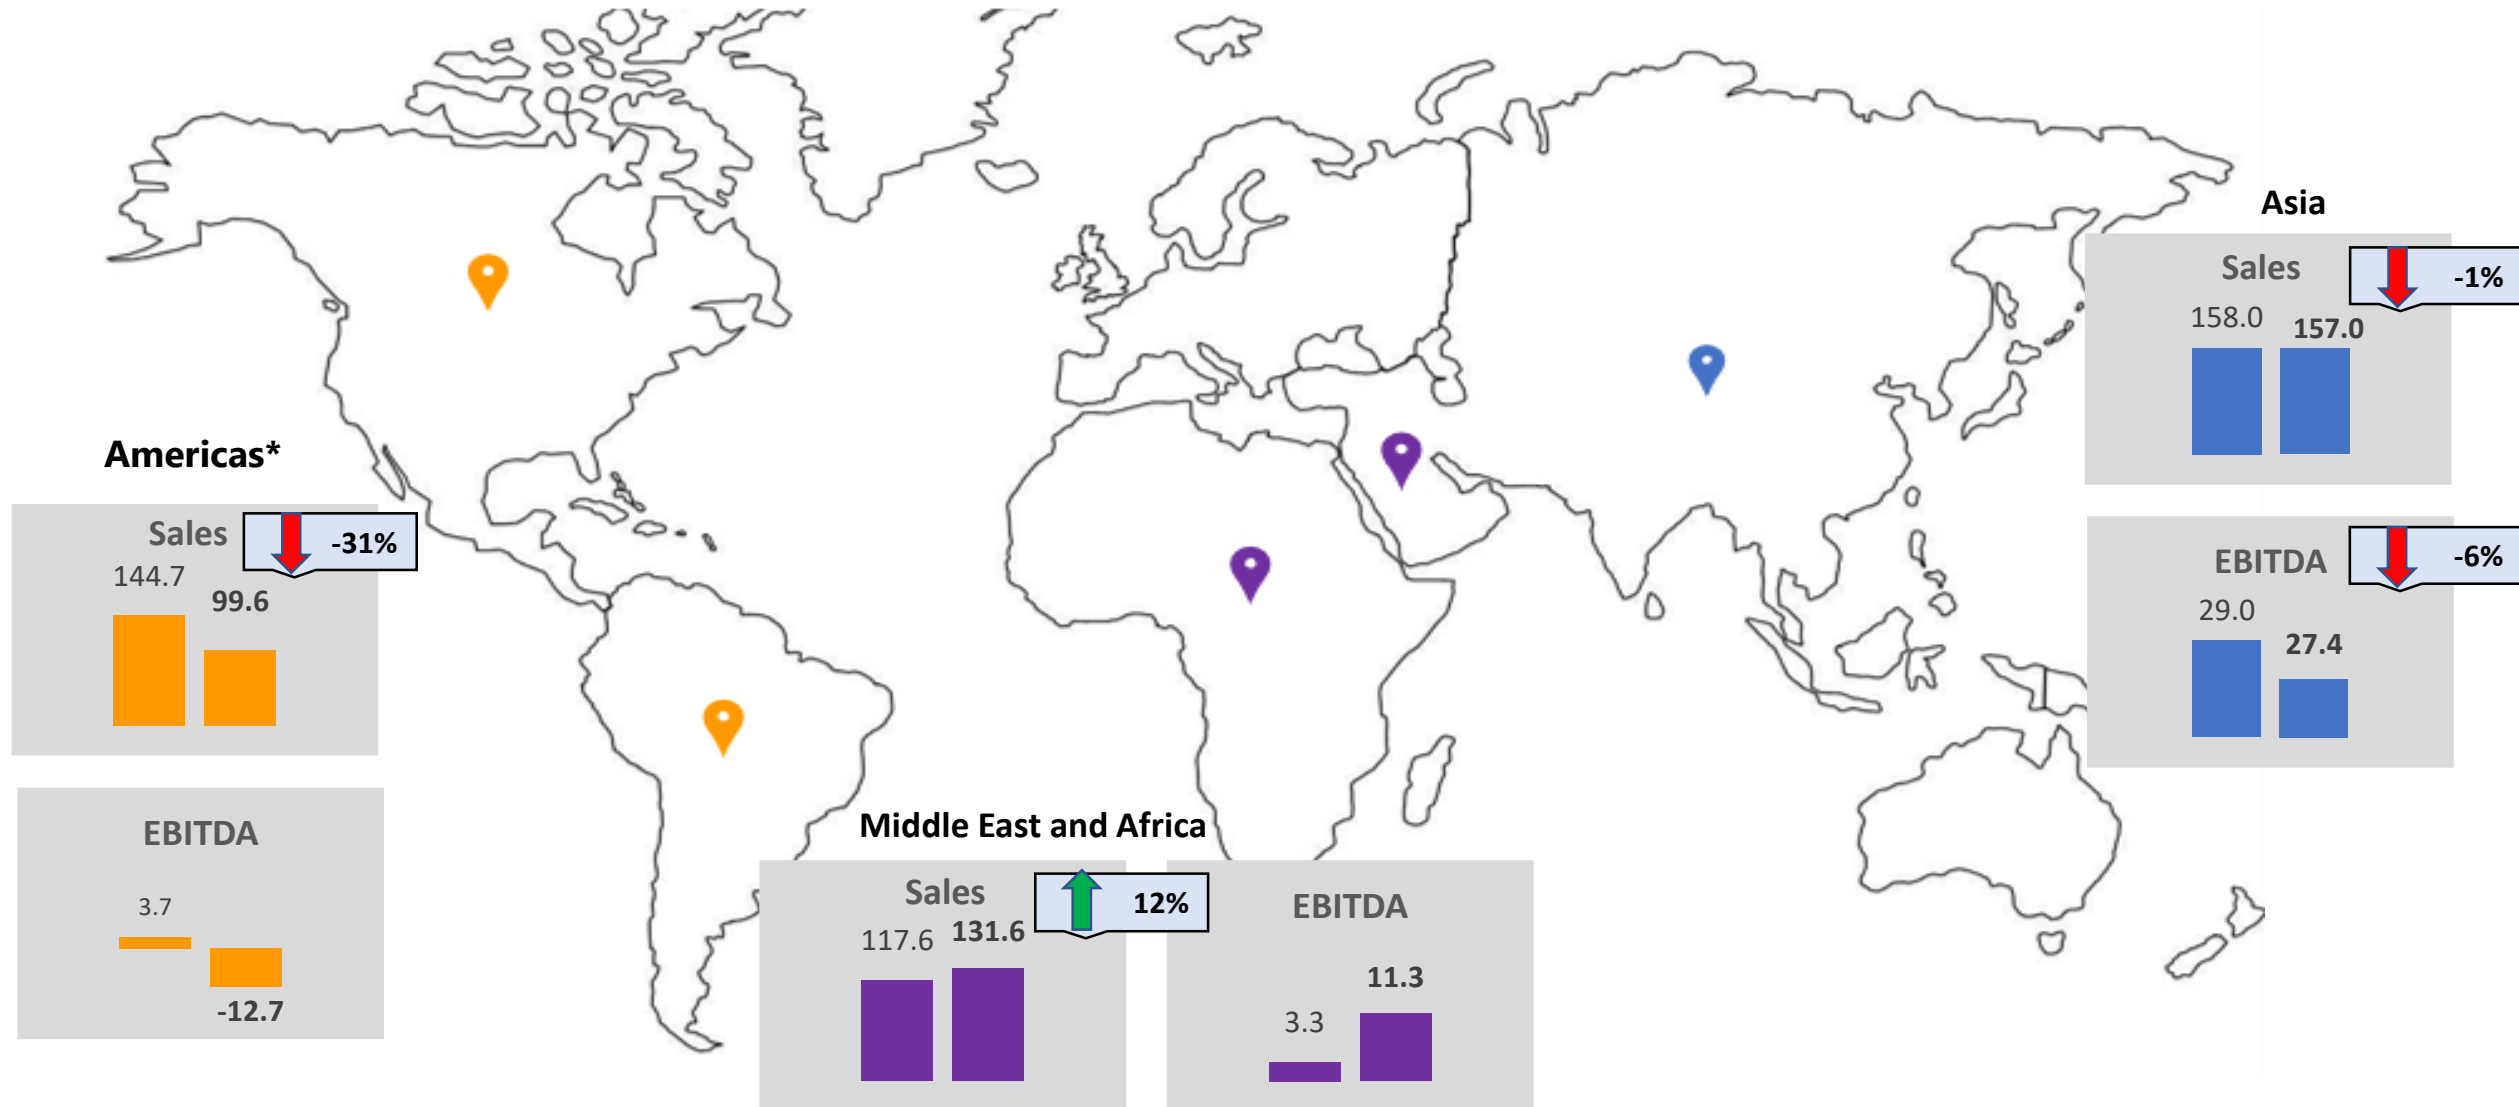 Asia
Sales
-1%
158.0
157.0
EBITDA
-6%
29.0
27.4
Americas*
Sales
-31%
144.7
99.6
EBITDA
3.7
-12.7
Middle East and Africa
Sales
12%
117.6
131.6
EBITDA
3.3
11.3